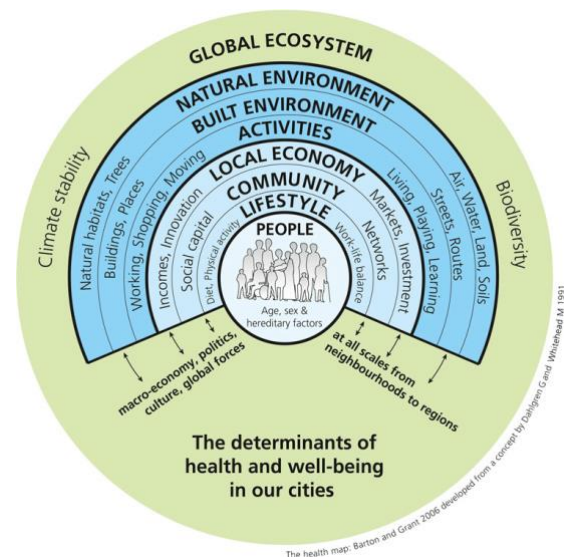 GLOBAL ECOSYSTEM
NATURAL ENVIRONMENT
BUILT ENVIRONMENT
ACTIVITIES
LOCAL ECONOMY
COMMUNITY
LIFESTYLE
PEOPLE
Age, sex &
hereditary factors
Climate stability
Natural habitats, Trees
Buildings, Places
Working, Shopping, Moving
Incomes, Innovation
Social capital
Diet, Physical activity
Work-life balance
Networks
Markets, Investment
Living, Playing, Learning
Streets, Routes
Air, Water, Land, Soils
Biodiversity
macro-economy, politics,
culture, global forces
at all scales from
neighbourhoods to regions
The determinants of
health and well-being
in our cities
The health map: Barton and Grant 2006 developed from a concept by Dahlgren G and Whitehead M 1991